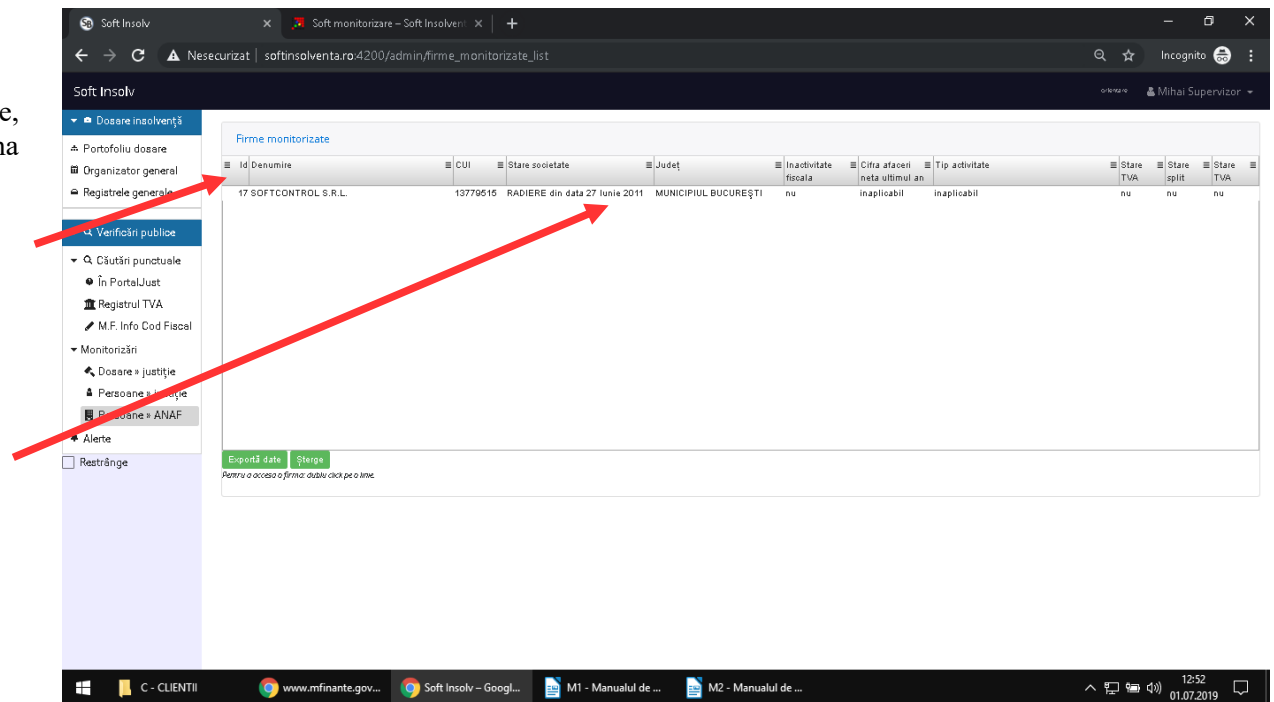 Soft Insolv
Soft monitorizare – Soft Insolvent
Nesecurizat | softinsolventa.ro:4200/admin/firme_monitorizate_list
Incognito
Soft Insolv
Mihai Supervizor
e,
na
Dosare insolvență
Portofoliu dosare
Organizator general
Registrele generale
Verificări publice
Căutări punctuale
În PortalJust
Registrul TVA
M.F. Info Cod Fiscal
Monitorizări
Dosare » justiție
Persoane » justiție
Persoane » ANAF
Alerte
Restrânge
Firme monitorizate
Id Denumire CUI Stare societate Județ Inactivitate fiscala Cifra afaceri neta ultimul an Tip activitate Stare TVA Stare split Stare TVA
17 SOFTCONTROL S.R.L. 13779515 RADIERE din data 27 Iunie 2011 MUNICIPIUL BUCUREŞTI nu inaplicabil inaplicabil nu nu nu
Exportă date Șterge
Pentru a accesa o firma: dublu click pe o linie.
C - CLIENTII
www.mfinante.gov...
Soft Insolv – Googl...
M1 - Manualul de ...
M2 - Manualul de ...
12:52
01.07.2019